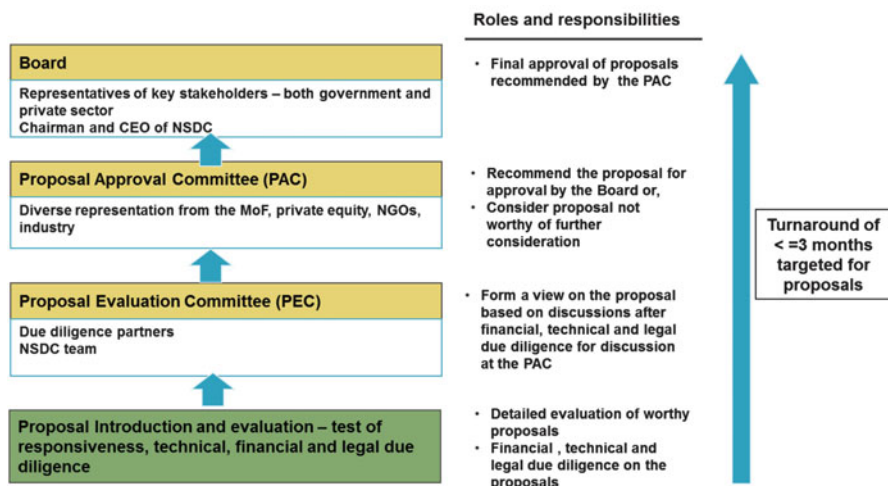 Roles and responsibilities
Board
Representatives of key stakeholders – both government and
private sector
Chairman and CEO of NSDC
• Final approval of proposals
recommended by the PAC
Proposal Approval Committee (PAC)
Diverse representation from the MoF, private equity, NGOs,
industry
• Recommend the proposal for
approval by the Board or,
• Consider proposal not
worthy of further
consideration
Proposal Evaluation Committee (PEC)
Due diligence partners
NSDC team
• Form a view on the proposal
based on discussions after
financial, technical and legal
due diligence for discussion
at the PAC
Proposal Introduction and evaluation – test of
responsiveness, technical, financial and legal due
diligence
• Detailed evaluation of worthy
proposals
• Financial , technical and
legal due diligence on the
proposals
Turnaround of
< =3 months
targeted for
proposals